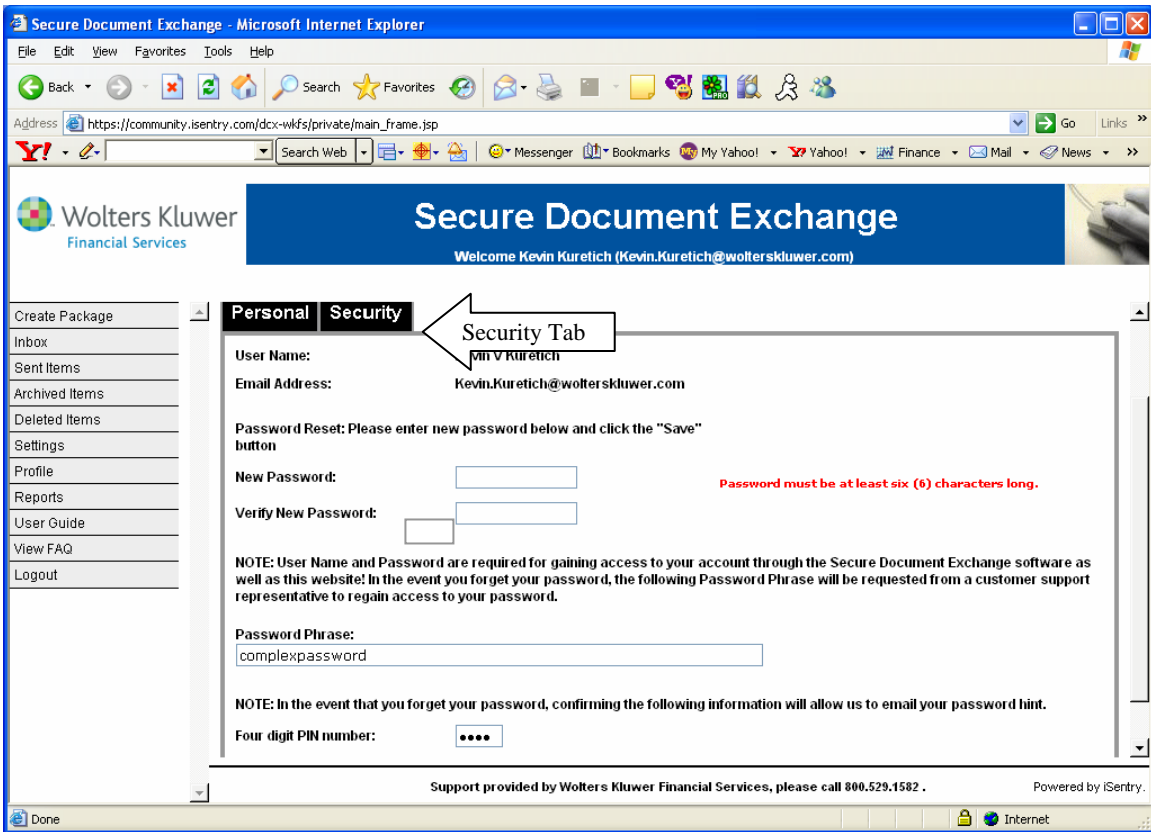 Secure Document Exchange - Microsoft Internet Explorer
File Edit View Favorites Tools Help
Back Search Favorites PRO
Address https://community.isentry.com/dcx-wkfs/private/main_frame.jsp Go Links »
Y! Search Web Messenger Bookmarks My My Yahoo! Y! Yahoo! Finance Mail News »
Wolters Kluwer
Financial Services
Secure Document Exchange
Welcome Kevin Kuretich (Kevin.Kuretich@wolterskluwer.com)
Create Package
Inbox
Sent Items
Archived Items
Deleted Items
Settings
Profile
Reports
User Guide
View FAQ
Logout
Personal Security
Security Tab
User Name: vin V Kuretich
Email Address: Kevin.Kuretich@wolterskluwer.com
Password Reset: Please enter new password below and click the "Save"
button
New Password: Password must be at least six (6) characters long.
Verify New Password:
NOTE: User Name and Password are required for gaining access to your account through the Secure Document Exchange software as
well as this website! In the event you forget your password, the following Password Phrase will be requested from a customer support
representative to regain access to your password.
Password Phrase:
complexpassword
NOTE: In the event that you forget your password, confirming the following information will allow us to email your password hint.
Four digit PIN number: ••••
Support provided by Wolters Kluwer Financial Services, please call 800.529.1582 . Powered by iSentry.
Done Internet